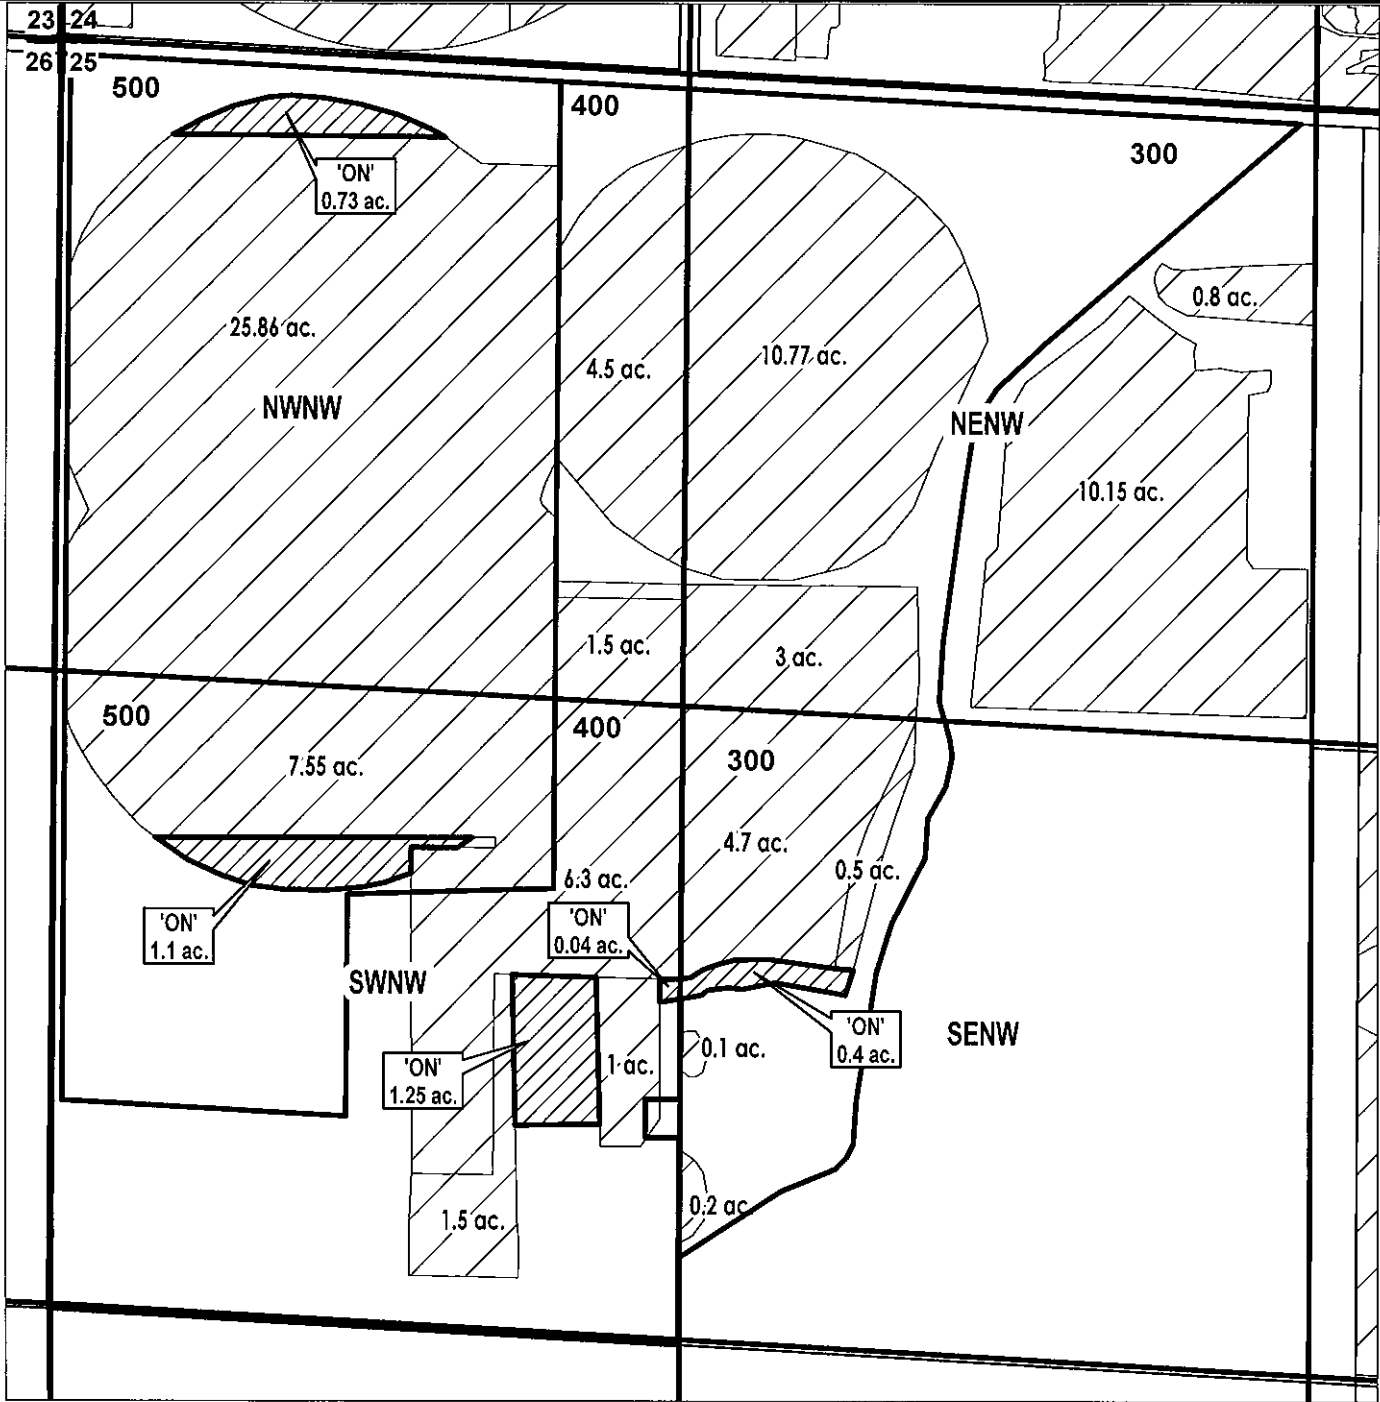 23 24
26 25
500
400
300
'ON'
0.73 ac.
0.8 ac.
25.86 ac.
4.5 ac.
10.77 ac.
NWNW
NENW
10.15 ac.
1.5 ac.
3 ac.
500
400
300
7.55 ac.
4.7 ac.
0.5 ac.
6.3 ac.
'ON'
1.1 ac.
'ON'
0.04 ac.
SWNW
'ON'
0.4 ac.
SENW
0.1 ac.
'ON'
1.25 ac.
1 ac.
0.2 ac.
1.5 ac.